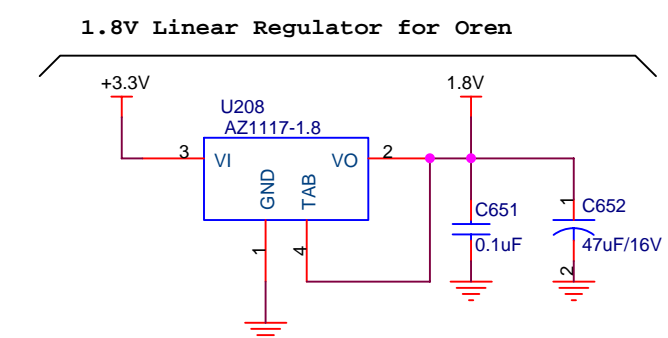 1.8V Linear Regulator for Oren
+3.3V
1.8V
U208
AZ1117-1.8
3
VI
VO
2
GND
TAB
1
4
C651
0.1uF
1
C652
47uF/16V
2